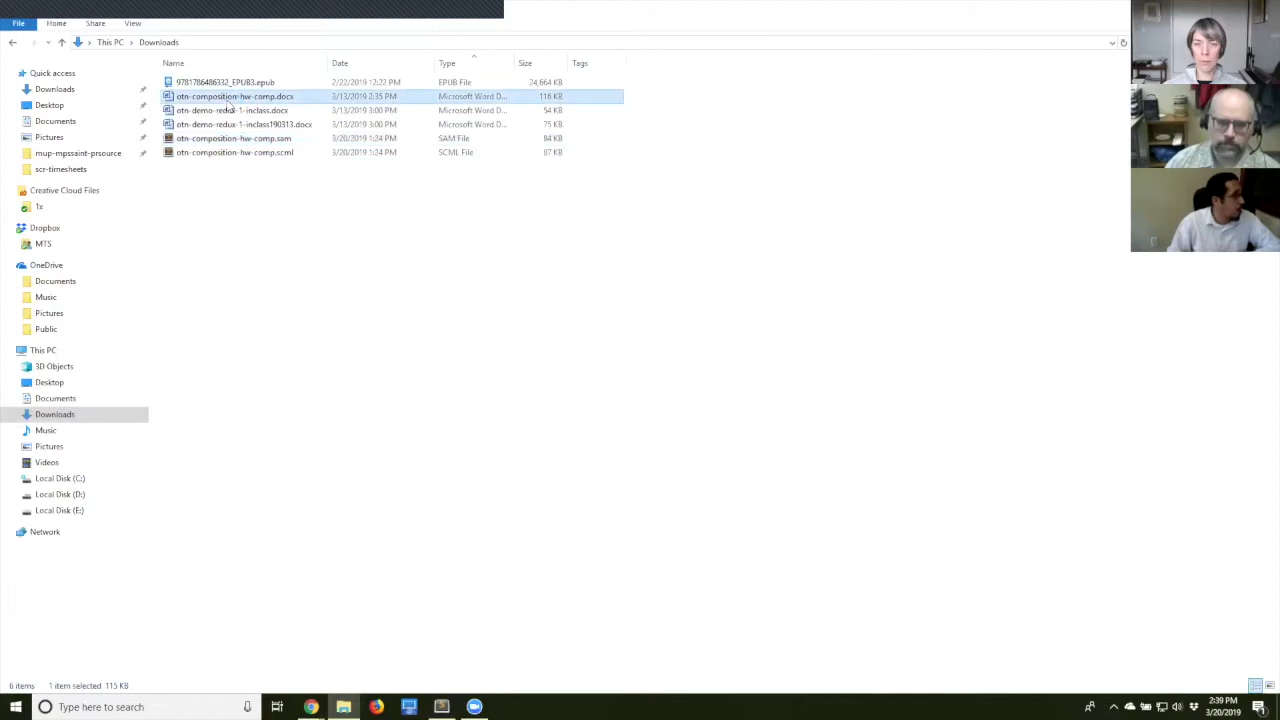 File Home Share View
This PC Downloads
Name Date Type Size Tags
9781786486332_EPUB3.epub 2/22/2019 12:22 PM EPUB File 24,664 KB
otn-composition-hw-comp.docx 3/13/2019 2:35 PM Microsoft Word D... 116 KB
otn-demo-redux-1-inclass.docx 3/13/2019 3:00 PM Microsoft Word D... 54 KB
otn-demo-redux-1-inclass190313.docx 3/13/2019 3:00 PM Microsoft Word D... 75 KB
otn-composition-hw-comp.sam 3/20/2019 1:24 PM SAM File 84 KB
otn-composition-hw-comp.scml 3/20/2019 1:24 PM SCML File 87 KB
Quick access
Downloads
Desktop
Documents
Pictures
mup-mpssaint-prsource
scr-timesheets
Creative Cloud Files
1x
Dropbox
MTS
OneDrive
Documents
Music
Pictures
Public
This PC
3D Objects
Desktop
Documents
Downloads
Music
Pictures
Videos
Local Disk (C:)
Local Disk (D:)
Local Disk (E:)
Network
6 items 1 item selected 115 KB
Type here to search
2:39 PM
3/20/2019